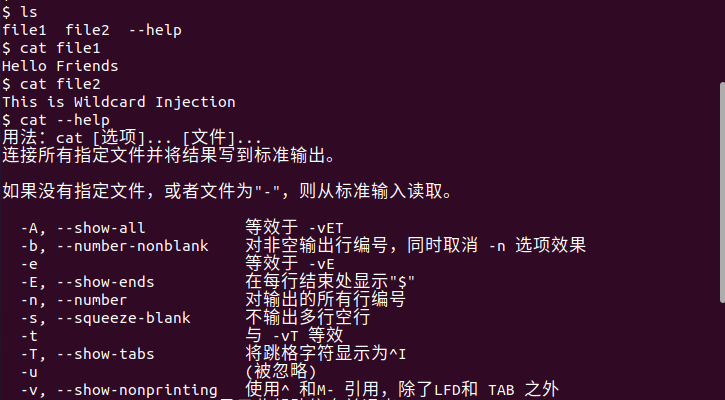 $ ls
file1  file2  --help
$ cat file1
Hello Friends
$ cat file2
This is Wildcard Injection
$ cat --help
用法：cat [选项]... [文件]...
连接所有指定文件并将结果写到标准输出。
如果没有指定文件，或者文件为"-"，则从标准输入读取。
-A, --show-all           等效于 -vET
-b, --number-nonblank    对非空输出行编号，同时取消 -n 选项效果
-e                       等效于 -vE
-E, --show-ends          在每行结束处显示"$"
-n, --number             对输出的所有行编号
-s, --squeeze-blank      不输出多行空行
-t                       与 -vT 等效
-T, --show-tabs          将跳格字符显示为^I
-u                       (被忽略)
-v, --show-nonprinting   使用^ 和M- 引用，除了LFD和 TAB 之外